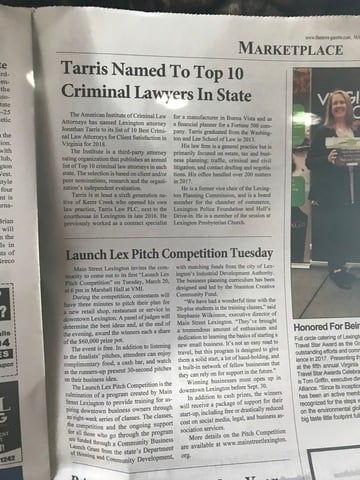 www.thenews-gazette.com
MARKETPLACE
Tarris Named To Top 10
Criminal Lawyers In State
The American Institute of Criminal
Law Attorneys has named Lexington attorney
Jonathan Tarris to its list of 10 Best Crimi-
nal Law Attorneys for Client Satisfaction in
Virginia for 2018.
The Institute is a third-party attorney
rating organization that publishes an annual
list of Top 10 criminal law attorneys in each
state. The selection is based on client and/or
peer nominations, research and the organi-
zation's independent evaluation.
Tarris is at least a sixth generation na-
tive of Kerrs Creek who opened his own
law practice, Tarris Law PLC, next to the
courthouse in Lexington in late 2016. He
previously worked as a contract specialist
for a manufacturer in Buena Vista and as
a financial planner for a Fortune 500 com-
pany. Tarris graduated from the Washing-
ton and Lee School of Law in 2013.
His law firm is a general practice but is
primarily focused on estate, tax and busi-
ness planning; traffic, criminal and civil
litigation; and contract drafting and negotia-
tions. His office handled over 200 matters
in 2017.
He is a former vice-chair of the Lexing-
ton Planning Commission, and is a board
member for the chamber of commerce,
Lexington Police Foundation and Hull's
Drive-In. He is a member of the session of
Lexington Presbyterian Church.
Launch Lex Pitch Competition Tuesday
Main Street Lexington invites the com-
munity to come out to its first "Launch Lex
Pitch Competition" on Tuesday, March 20,
at 6 pm in Marshall Hall at VMI.
During the competition, contestants will
have three minutes to pitch their plan for
a new retail shop, restaurant or service in
downtown Lexington. A panel of judges will
determine the best ideas and, at the end of
the evening, award the winners such a share
of the $60,000 prize pot.
The event is free. In addition to listening
to the finalists' pitches, attendees can enjoy
complimentary food, a cash bar, and watch
as the runners-up present 30-second pitches
on their business idea.
The Launch Lex Pitch Competition is the
culmination of a program created by Main
Street Lexington to provide training for as-
piring downtown business owners through
an eight-week series of classes. The classes,
the competition and the ongoing support
for all those who go through the program
are funded through a Community Business
Launch Grant from the state's Department
of Housing and Community Development,
with matching funds from the city of Lex-
ington's Industrial Development Authority.
The business planning curriculum has been
designed and led by the Staunton Creative
Community Fund.
"We have had a wonderful time with the
20-plus students in the training classes," said
Stephanie Wilkinson, executive director of
Main Street Lexington. "They've brought
a tremendous amount of enthusiasm and
dedication to learning the basics of starting a
new small business. It's not an easy road to
travel, but this program is designed to give
them a solid start, a lot of hand-holding, and
a built-in network of fellow businesses that
they can rely on for support in the future."
Winning businesses must open up in
downtown Lexington before Sept. 30.
In addition to cash prizes, the winners
will receive a package of support for their
start-up, including free or drastically reduced
cost on social media, legal, and business as-
sociation services.
More details on the Pitch Competition
are available at www.mainstreetlexington.
org.
Honored For Bein
Full circle catering of Lexing
Travel Star Award as the Gre
outstanding efforts and comm
lence in 2017. Presenting th
at the fifth annual Virginia
Travel Star Awards Celebra
is Tom Griffin, executive
Alliance. "Since its inception
has been an active memb
recognized for the steps it
on the environmental glob
big taste little footprint full